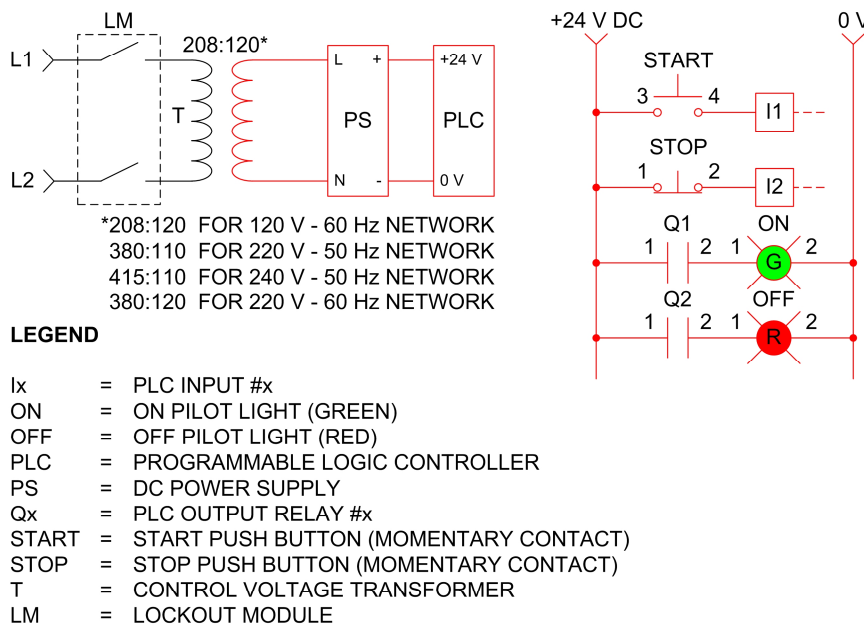 LM
L1
L2
208:120*
T
L +
N -
PS
+24 V
PLC
0 V
*208:120 FOR 120 V - 60 Hz NETWORK
380:110 FOR 220 V - 50 Hz NETWORK
415:110 FOR 240 V - 50 Hz NETWORK
380:120 FOR 220 V - 60 Hz NETWORK
+24 V DC 0 V
START
3 4 I1
STOP
1 2 I2
Q1 ON
1 2 1 G 2
Q2 OFF
1 2 1 R 2
LEGEND
Ix = PLC INPUT #x
ON = ON PILOT LIGHT (GREEN)
OFF = OFF PILOT LIGHT (RED)
PLC = PROGRAMMABLE LOGIC CONTROLLER
PS = DC POWER SUPPLY
Qx = PLC OUTPUT RELAY #x
START = START PUSH BUTTON (MOMENTARY CONTACT)
STOP = STOP PUSH BUTTON (MOMENTARY CONTACT)
T = CONTROL VOLTAGE TRANSFORMER
LM = LOCKOUT MODULE